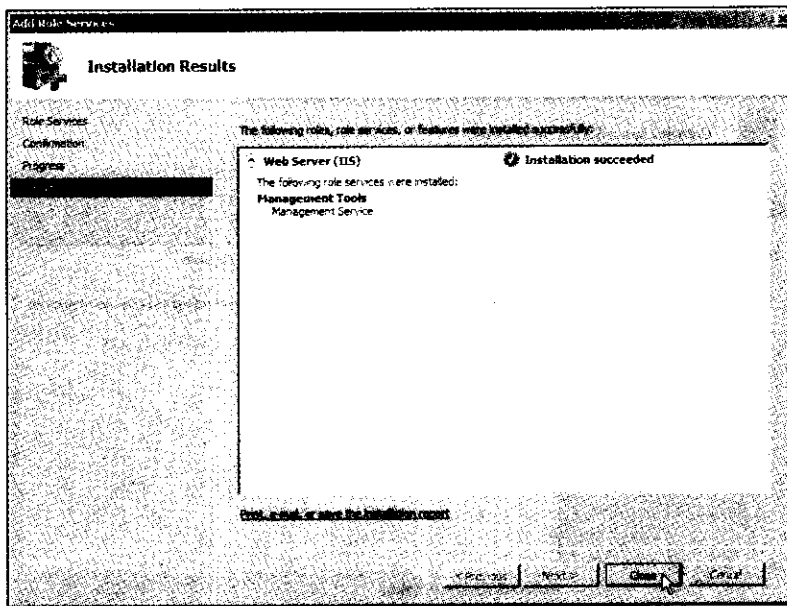 Add Role Services
Installation Results
Role Services
Confirmation
Progress
The following roles, role services, or features were installed successfully:
Web Server (IIS)
Installation succeeded
The following role services were installed:
Management Tools
Management Service
Print, e-mail, or save the installation report
< Previous
Next >
Close
Cancel